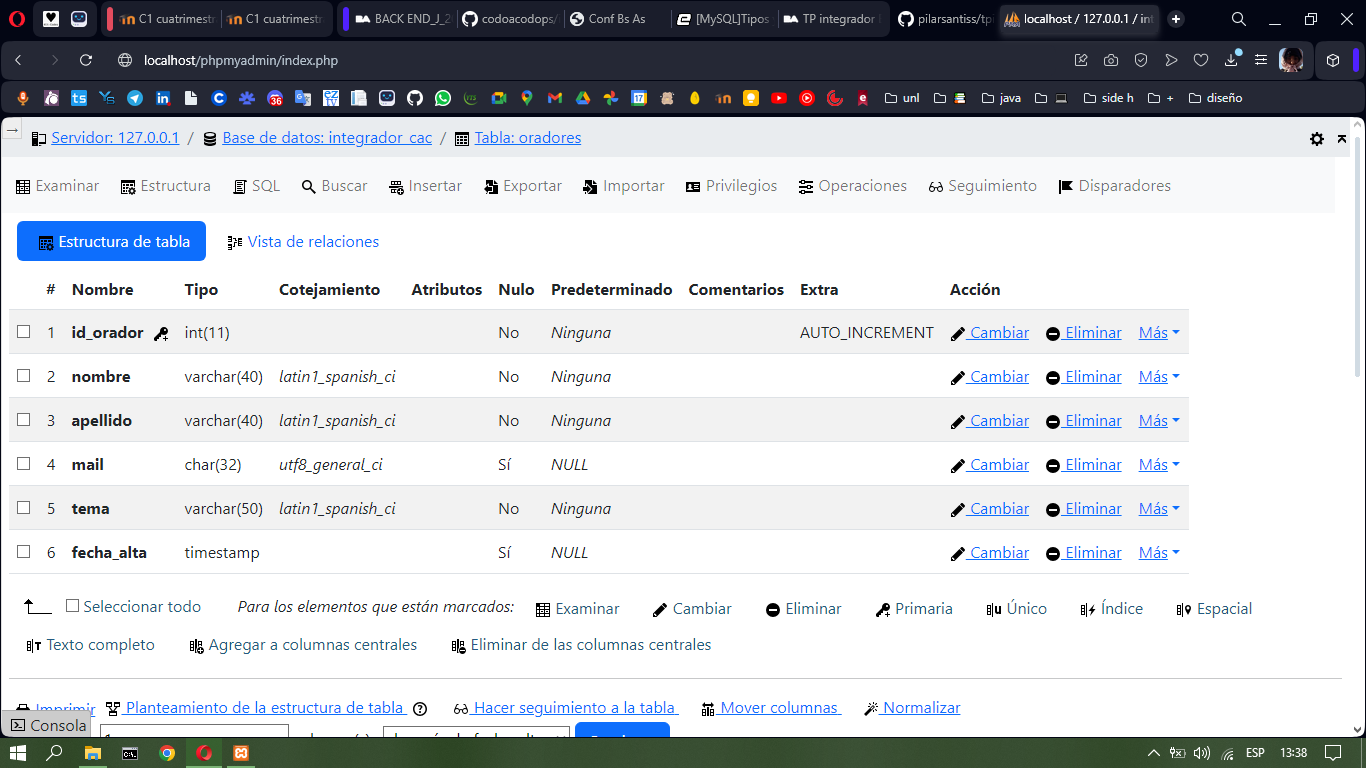 C1 cuatrimestr C1 cuatrimestr BACK END_J_2 codoacodops/ Conf Bs As [MySQL]Tipos TP integrador pilarsantiss/tp localhost / 127.0.0.1 / int
localhost/phpmyadmin/index.php
unl java side h + diseño
Servidor: 127.0.0.1 / Base de datos: integrador_cac / Tabla: oradores
Examinar Estructura SQL Buscar Insertar Exportar Importar Privilegios Operaciones Seguimiento Disparadores
Estructura de tabla Vista de relaciones
# Nombre Tipo Cotejamiento Atributos Nulo Predeterminado Comentarios Extra Acción
1 id_orador int(11) No Ninguna AUTO_INCREMENT Cambiar Eliminar Más
2 nombre varchar(40) latin1_spanish_ci No Ninguna Cambiar Eliminar Más
3 apellido varchar(40) latin1_spanish_ci No Ninguna Cambiar Eliminar Más
4 mail char(32) utf8_general_ci Sí NULL Cambiar Eliminar Más
5 tema varchar(50) latin1_spanish_ci No Ninguna Cambiar Eliminar Más
6 fecha_alta timestamp Sí NULL Cambiar Eliminar Más
Seleccionar todo Para los elementos que están marcados: Examinar Cambiar Eliminar Primaria Único Índice Espacial
Texto completo Agregar a columnas centrales Eliminar de las columnas centrales
Imprimir Planteamiento de la estructura de tabla Hacer seguimiento a la tabla Mover columnas Normalizar
Consola
ESP 13:38